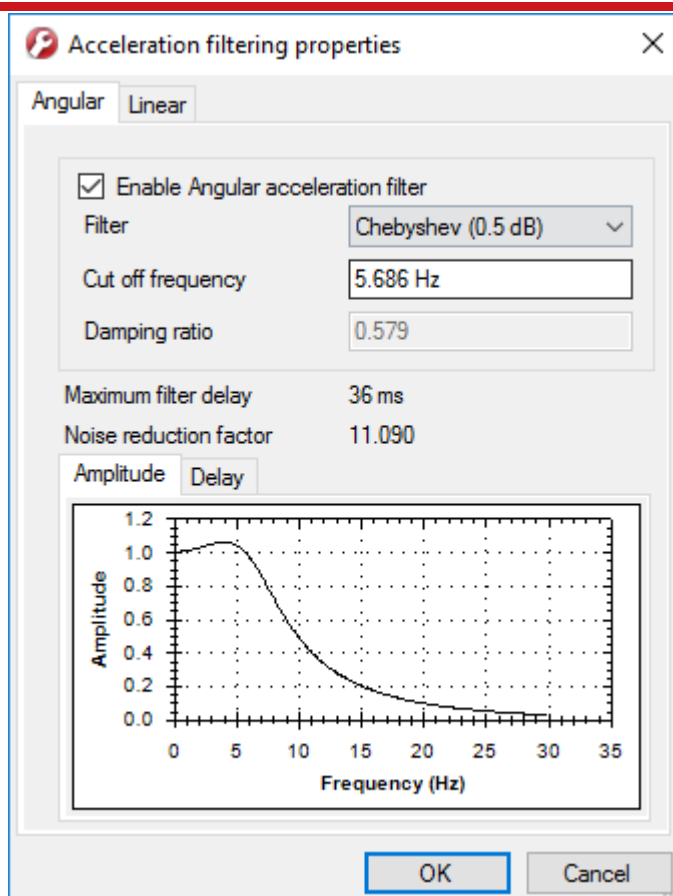 Acceleration filtering properties
Angular Linear
Enable Angular acceleration filter
Filter Chebyshev (0.5 dB)
Cut off frequency 5.686 Hz
Damping ratio 0.579
Maximum filter delay 36 ms
Noise reduction factor 11.090
Amplitude Delay
1.2
1.0
0.8
0.6
0.4
0.2
0.0
Amplitude
0 5 10 15 20 25 30 35
Frequency (Hz)
OK Cancel